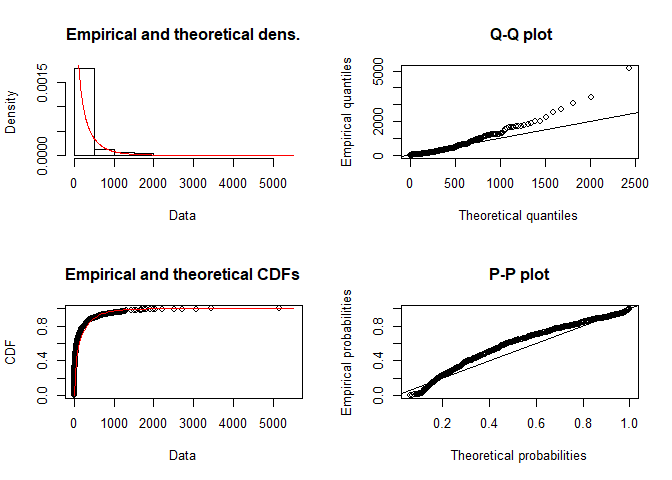 Empirical and theoretical dens.
Density
0.0000 0.0015
0 1000 2000 3000 4000 5000
Data
Q-Q plot
Empirical quantiles
0 2000 5000
0 500 1000 1500 2000 2500
Theoretical quantiles
Empirical and theoretical CDFs
CDF
0.0 0.4 0.8
0 1000 2000 3000 4000 5000
Data
P-P plot
Empirical probabilities
0.0 0.4 0.8
0.2 0.4 0.6 0.8 1.0
Theoretical probabilities